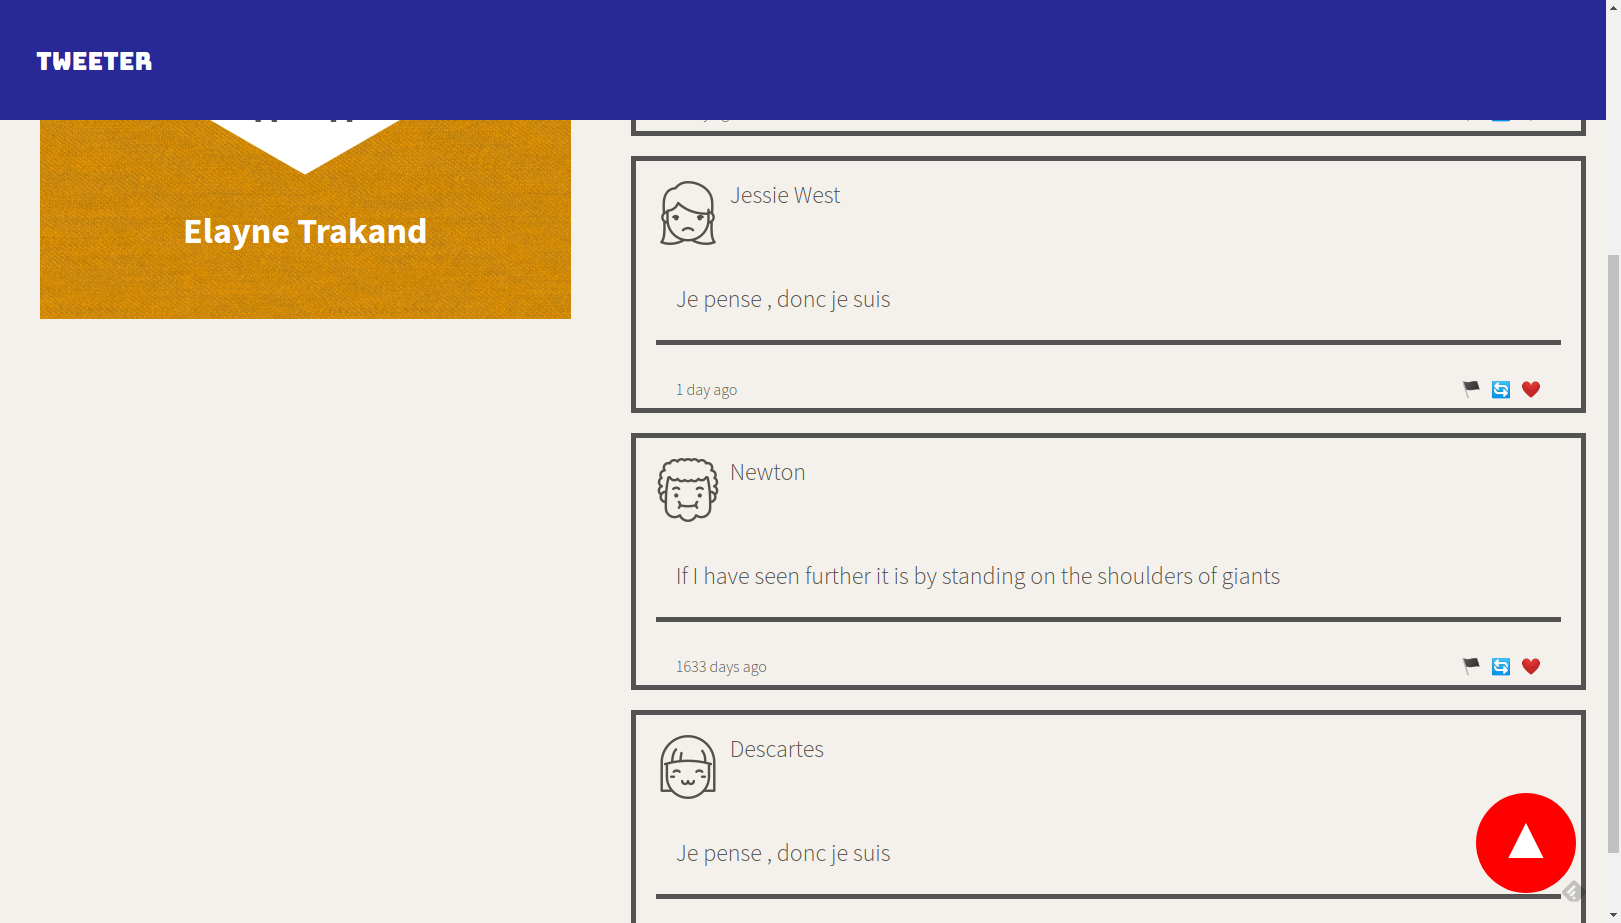 TWEETER
Elayne Trakand
Jessie West
Je pense , donc je suis
1 day ago
Newton
If I have seen further it is by standing on the shoulders of giants
1633 days ago
Descartes
Je pense , donc je suis